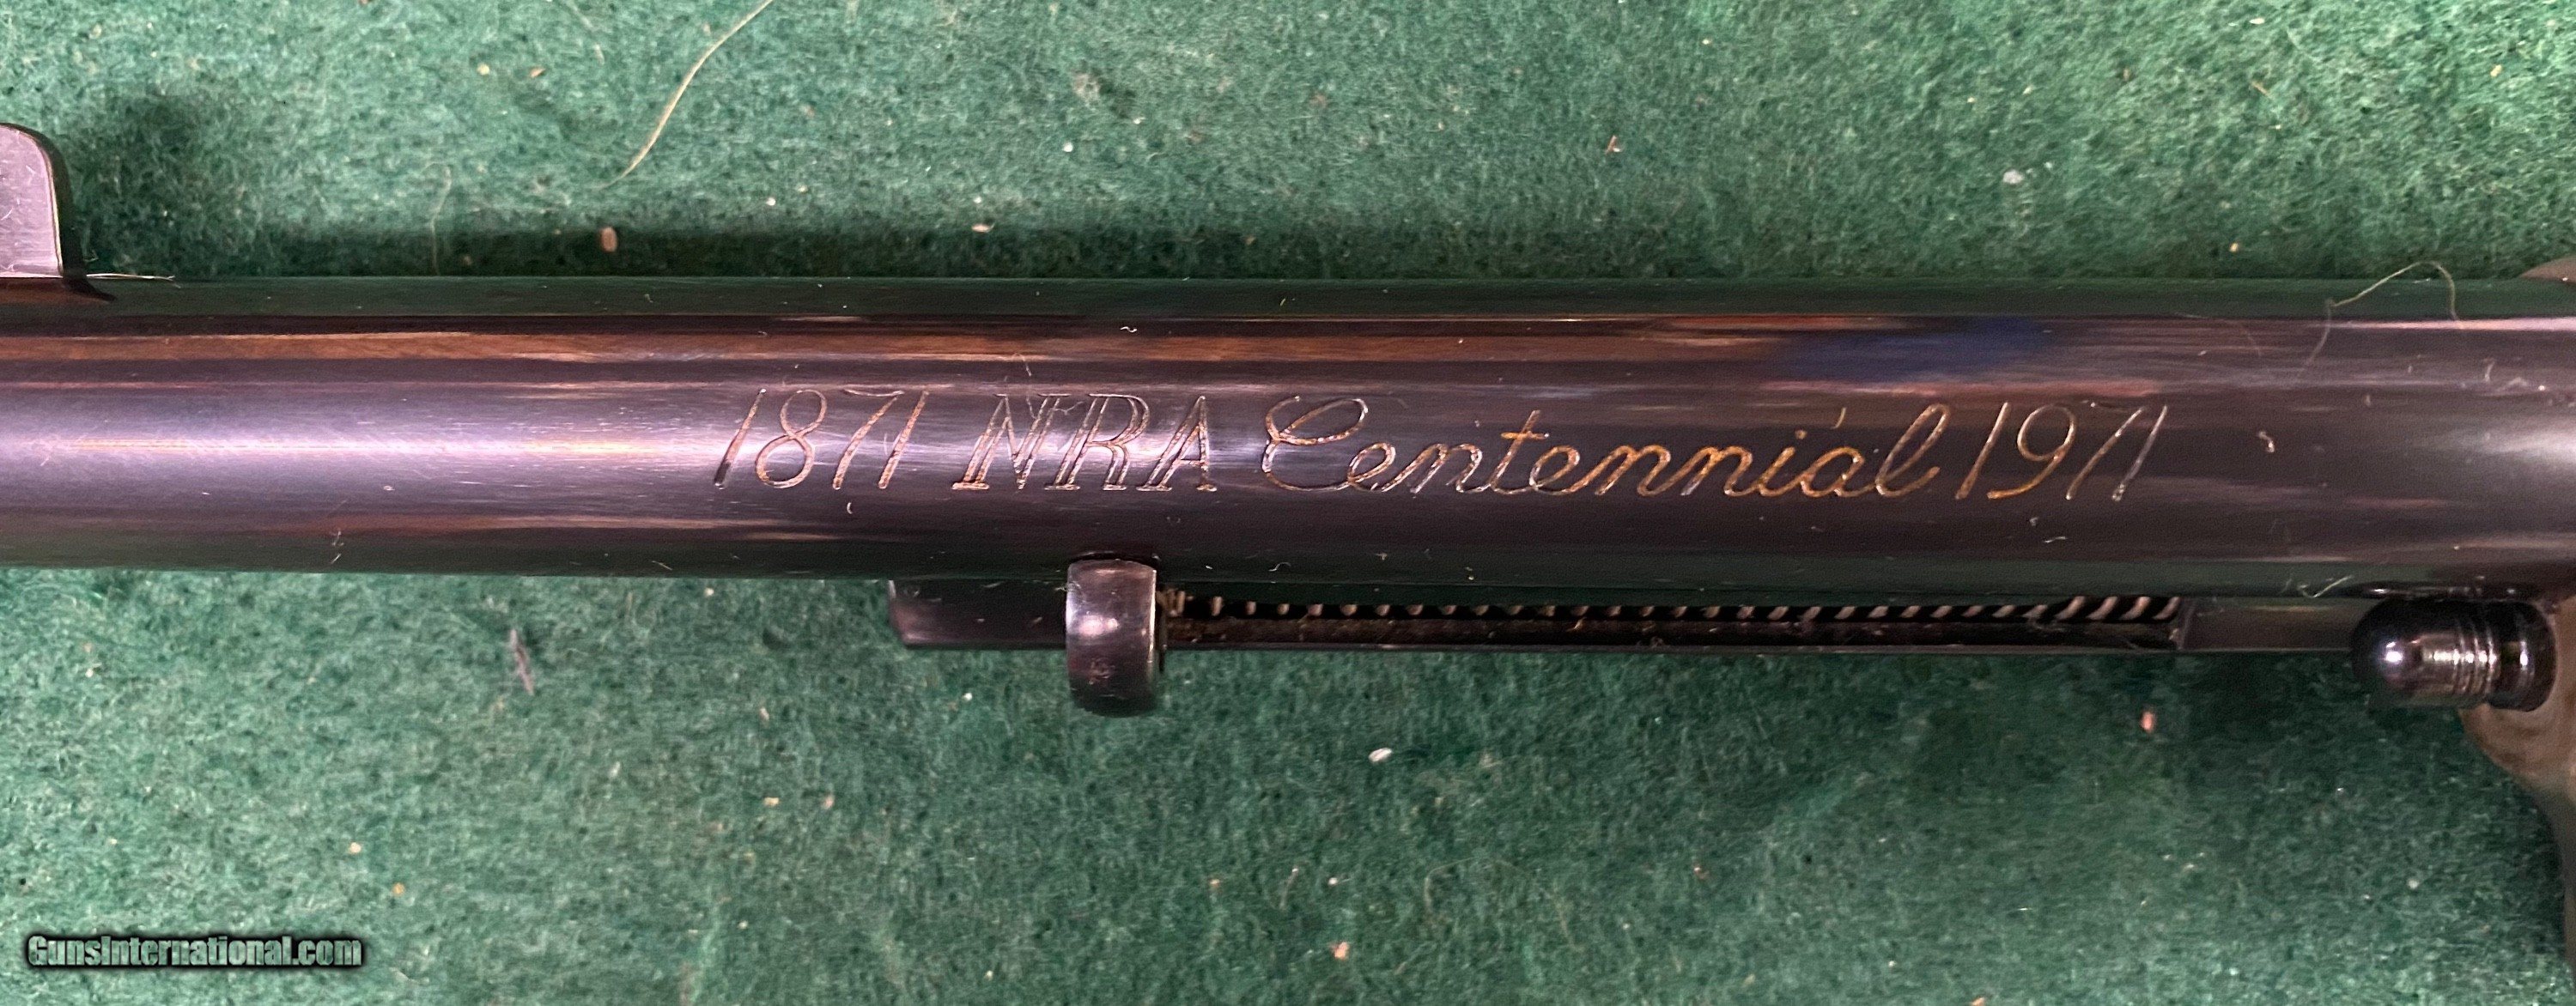 1871 NRA Centennial 1971
GunsInternational.com